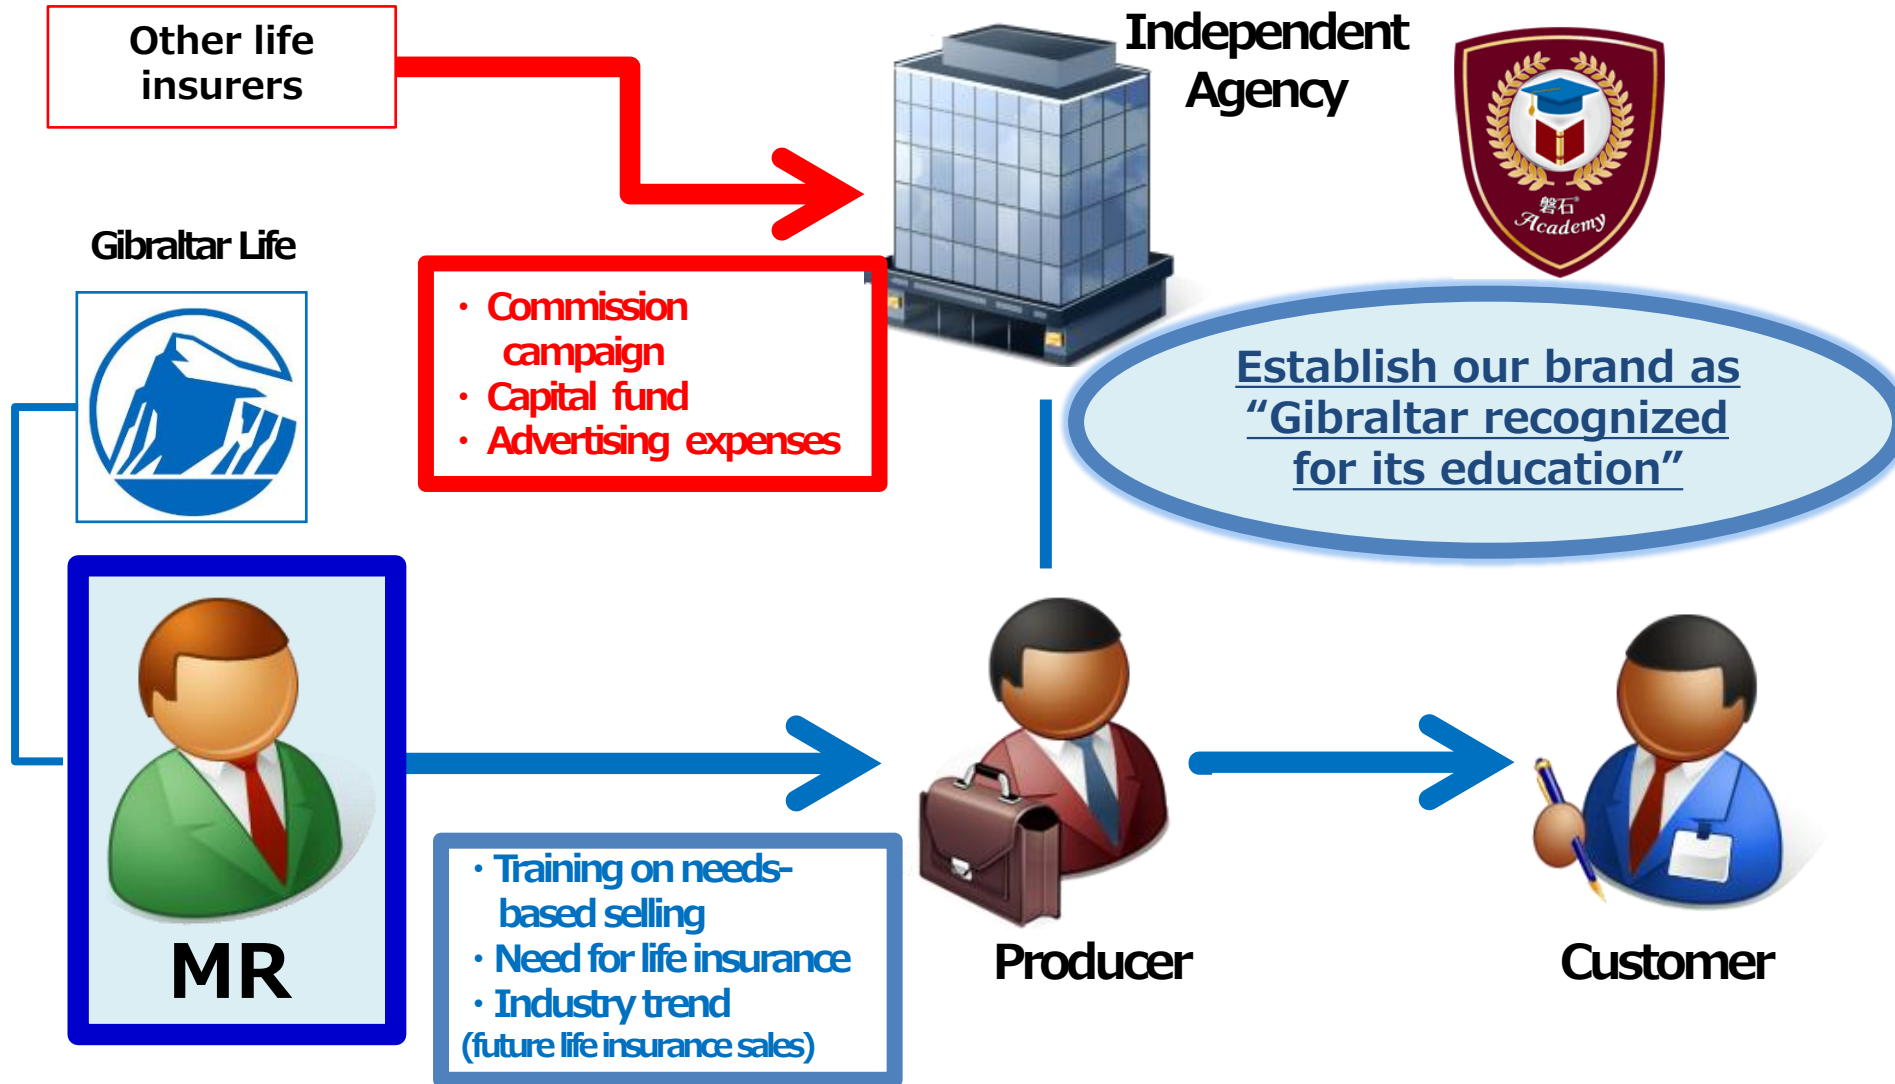 Other life
insurers
Independent
Agency
磐石®
Academy
Gibraltar Life
・Commission
campaign
・Capital fund
・Advertising expenses
Establish our brand as
“Gibraltar recognized
for its education”
MR
・Training on needs-
based selling
・Need for life insurance
・Industry trend
(future life insurance sales)
Producer
Customer